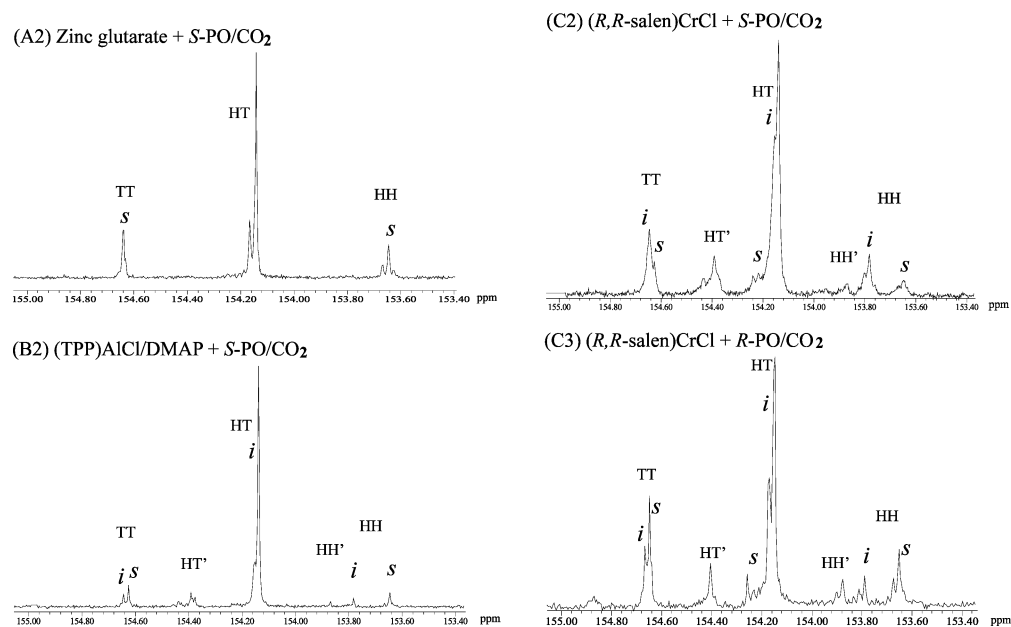 (A2) Zinc glutarate + S-PO/CO2
HT
TT
s
HH
s
155.00 154.80 154.60 154.40 154.20 154.00 153.80 153.60 153.40 ppm
(C2) (R,R-salen)CrCl + S-PO/CO2
HT
i
TT
i
s
HT'
s
HH'
HH
i
s
155.00 154.80 154.60 154.40 154.20 154.00 153.80 153.60 153.40 ppm
(B2) (TPP)AlCl/DMAP + S-PO/CO2
HT
i
TT
i s
HT'
HH'
HH
i
s
155.00 154.80 154.60 154.40 154.20 154.00 153.80 153.60 153.40 ppm
(C3) (R,R-salen)CrCl + R-PO/CO2
HT
i
TT
i
s
HT'
s
HH'
HH
i
s
155.00 154.80 154.60 154.40 154.20 154.00 153.80 153.60 153.40 ppm